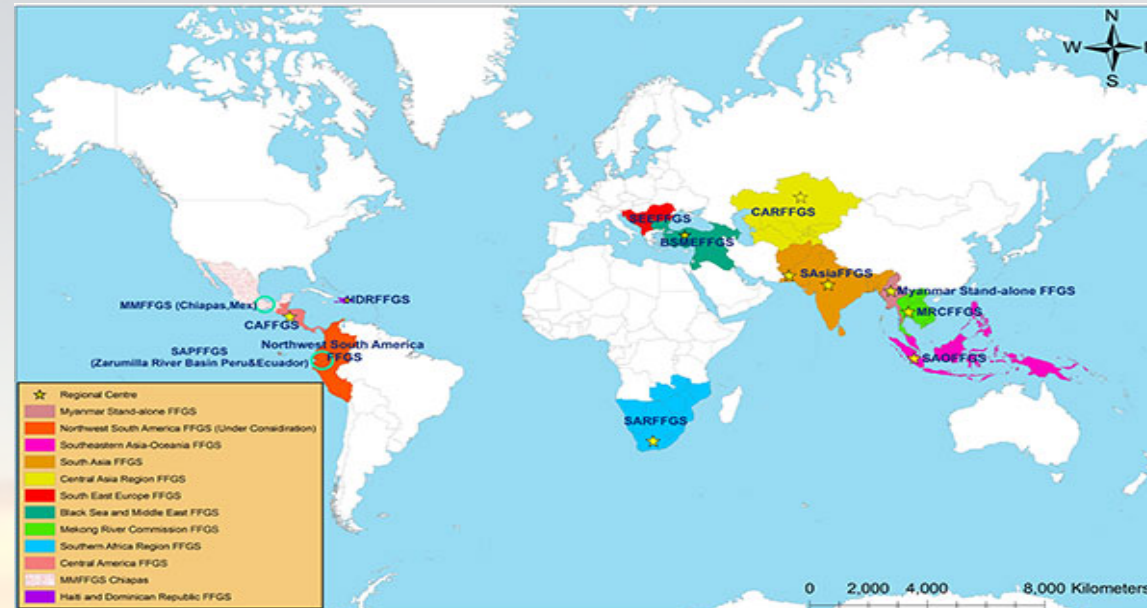 N
W
S
CARFFGS
SEEFFGS
BSMEFFGS
SAsiaFFGS
Myanmar Stand-alone FFGS
MRCFFGS
SAOFFGS
HDRFFGS
MMFFGS (Chiapas,Mex)
CAFFGS
Northwest South America
FFGS
SAPFFGS
(Zarumilla River Basin Peru&Ecuador)
SARFFGS
Regional Centre
Myanmar Stand-alone FFGS
Northwest South America FFGS (Under Considiration)
Southeastern Asia-Oceania FFGS
South Asia FFGS
Central Asia Region FFGS
South East Europe FFGS
Black Sea and Middle East FFGS
Mekong River Commission FFGS
Southern Africa Region FFGS
Central America FFGS
MMFFGS Chiapas
Haiti and Dominican Republic FFGS
0 2,000 4,000 8,000 Kilometers